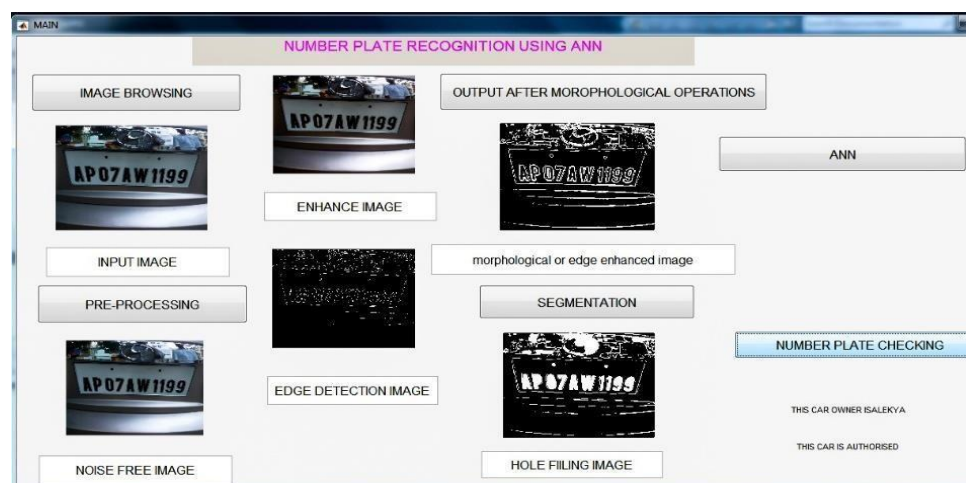 MAIN
NUMBER PLATE RECOGNITION USING ANN
IMAGE BROWSING
AP07AW1199
INPUT IMAGE
PRE-PROCESSING
AP07AW1199
NOISE FREE IMAGE
AP07AW1199
ENHANCE IMAGE
EDGE DETECTION IMAGE
OUTPUT AFTER MOROPHOLOGICAL OPERATIONS
AP07AW1199
morphological or edge enhanced image
SEGMENTATION
AP07AW1199
HOLE FIILING IMAGE
ANN
NUMBER PLATE CHECKING
THIS CAR OWNER ISALEKYA
THIS CAR IS AUTHORISED